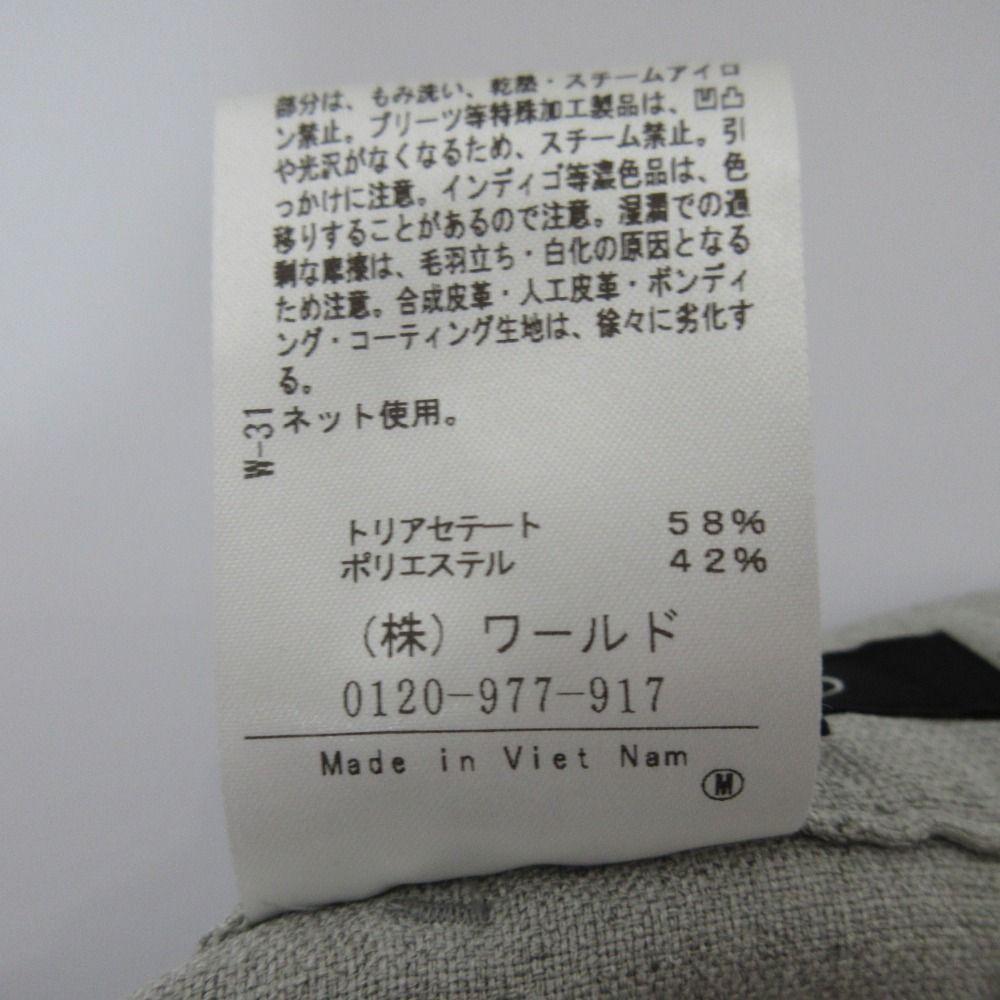 部分は、もみ洗い、乾燥・スチームアイロ
ン禁止。プリーツ等特殊加工製品は、凹凸
や光沢がなくなるため、スチーム禁止。引
っかけに注意。インディゴ等濃色品は、色
移りすることがあるので注意。湿潤での過
剰な摩擦は、毛羽立ち・白化の原因となる
ため注意。合成皮革・人工皮革・ボンディ
ング・コーティング生地は、徐々に劣化す
る。
ネット使用。
W-31
トリアセテート 58%
ポリエステル 42%
(株) ワールド
0120-977-917
Made in Viet Nam
M